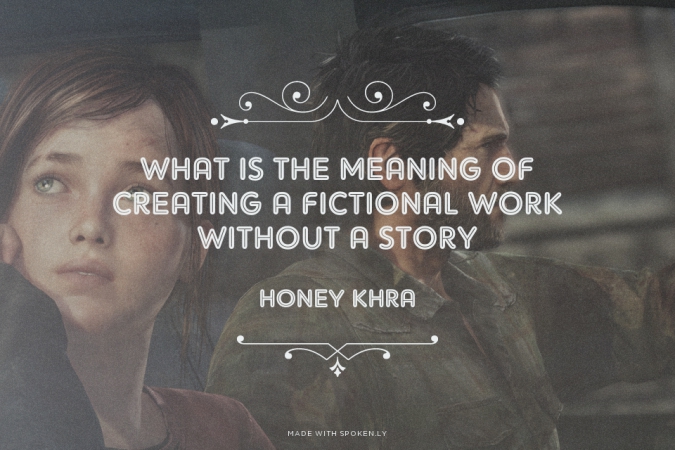 WHAT IS THE MEANING OF
CREATING A FICTIONAL WORK
WITHOUT A STORY
HONEY KHRA
MADE WITH SPOKEN.LY